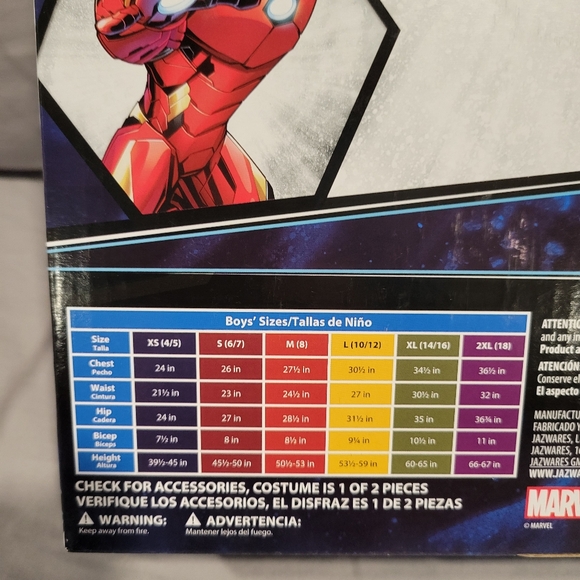 Boys' Sizes/Tallas de Niño
Size Talla XS (4/5) S (6/7) M (8) L (10/12) XL (14/16) 2XL (18)
Chest Pecho 24 in 26 in 27½ in 30½ in 34½ in 36½ in
Waist Cintura 21½ in 23 in 24½ in 27 in 30½ in 32 in
Hip Cadera 24 in 27 in 28½ in 31½ in 35 in 36¾ in
Bicep Bíceps 7½ in 8 in 8½ in 9¼ in 10½ in 11 in
Height Altura 39½-45 in 45½-50 in 50½-53 in 53½-59 in 60-65 in 66-67 in
CHECK FOR ACCESSORIES, COSTUME IS 1 OF 2 PIECES
VERIFIQUE LOS ACCESORIOS, EL DISFRAZ ES 1 DE 2 PIEZAS
WARNING: ADVERTENCIA:
Keep away from fire. Mantener lejos del fuego.
and any in
Product a
ATENCIÓN
Conserve el
El aspecto
FABRICADO Y
JAZWARES, L
JAZWARES, 1
JAZWARES GM
WWW.JAZWA
MARV
© MARVEL